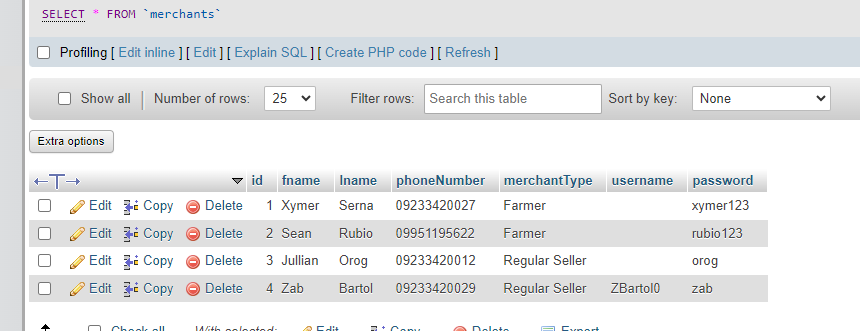 SELECT * FROM `merchants`
Profiling [ Edit inline ] [ Edit ] [ Explain SQL ] [ Create PHP code ] [ Refresh ]
Show all Number of rows: 25 Filter rows: Search this table Sort by key: None
Extra options
←T→ id fname lname phoneNumber merchantType username password
Edit Copy Delete 1 Xymer Serna 09233420027 Farmer xymer123
Edit Copy Delete 2 Sean Rubio 09951195622 Farmer rubio123
Edit Copy Delete 3 Jullian Orog 09233420012 Regular Seller orog
Edit Copy Delete 4 Zab Bartol 09233420029 Regular Seller ZBartol0 zab
Check all With selected: Edit Copy Delete Export